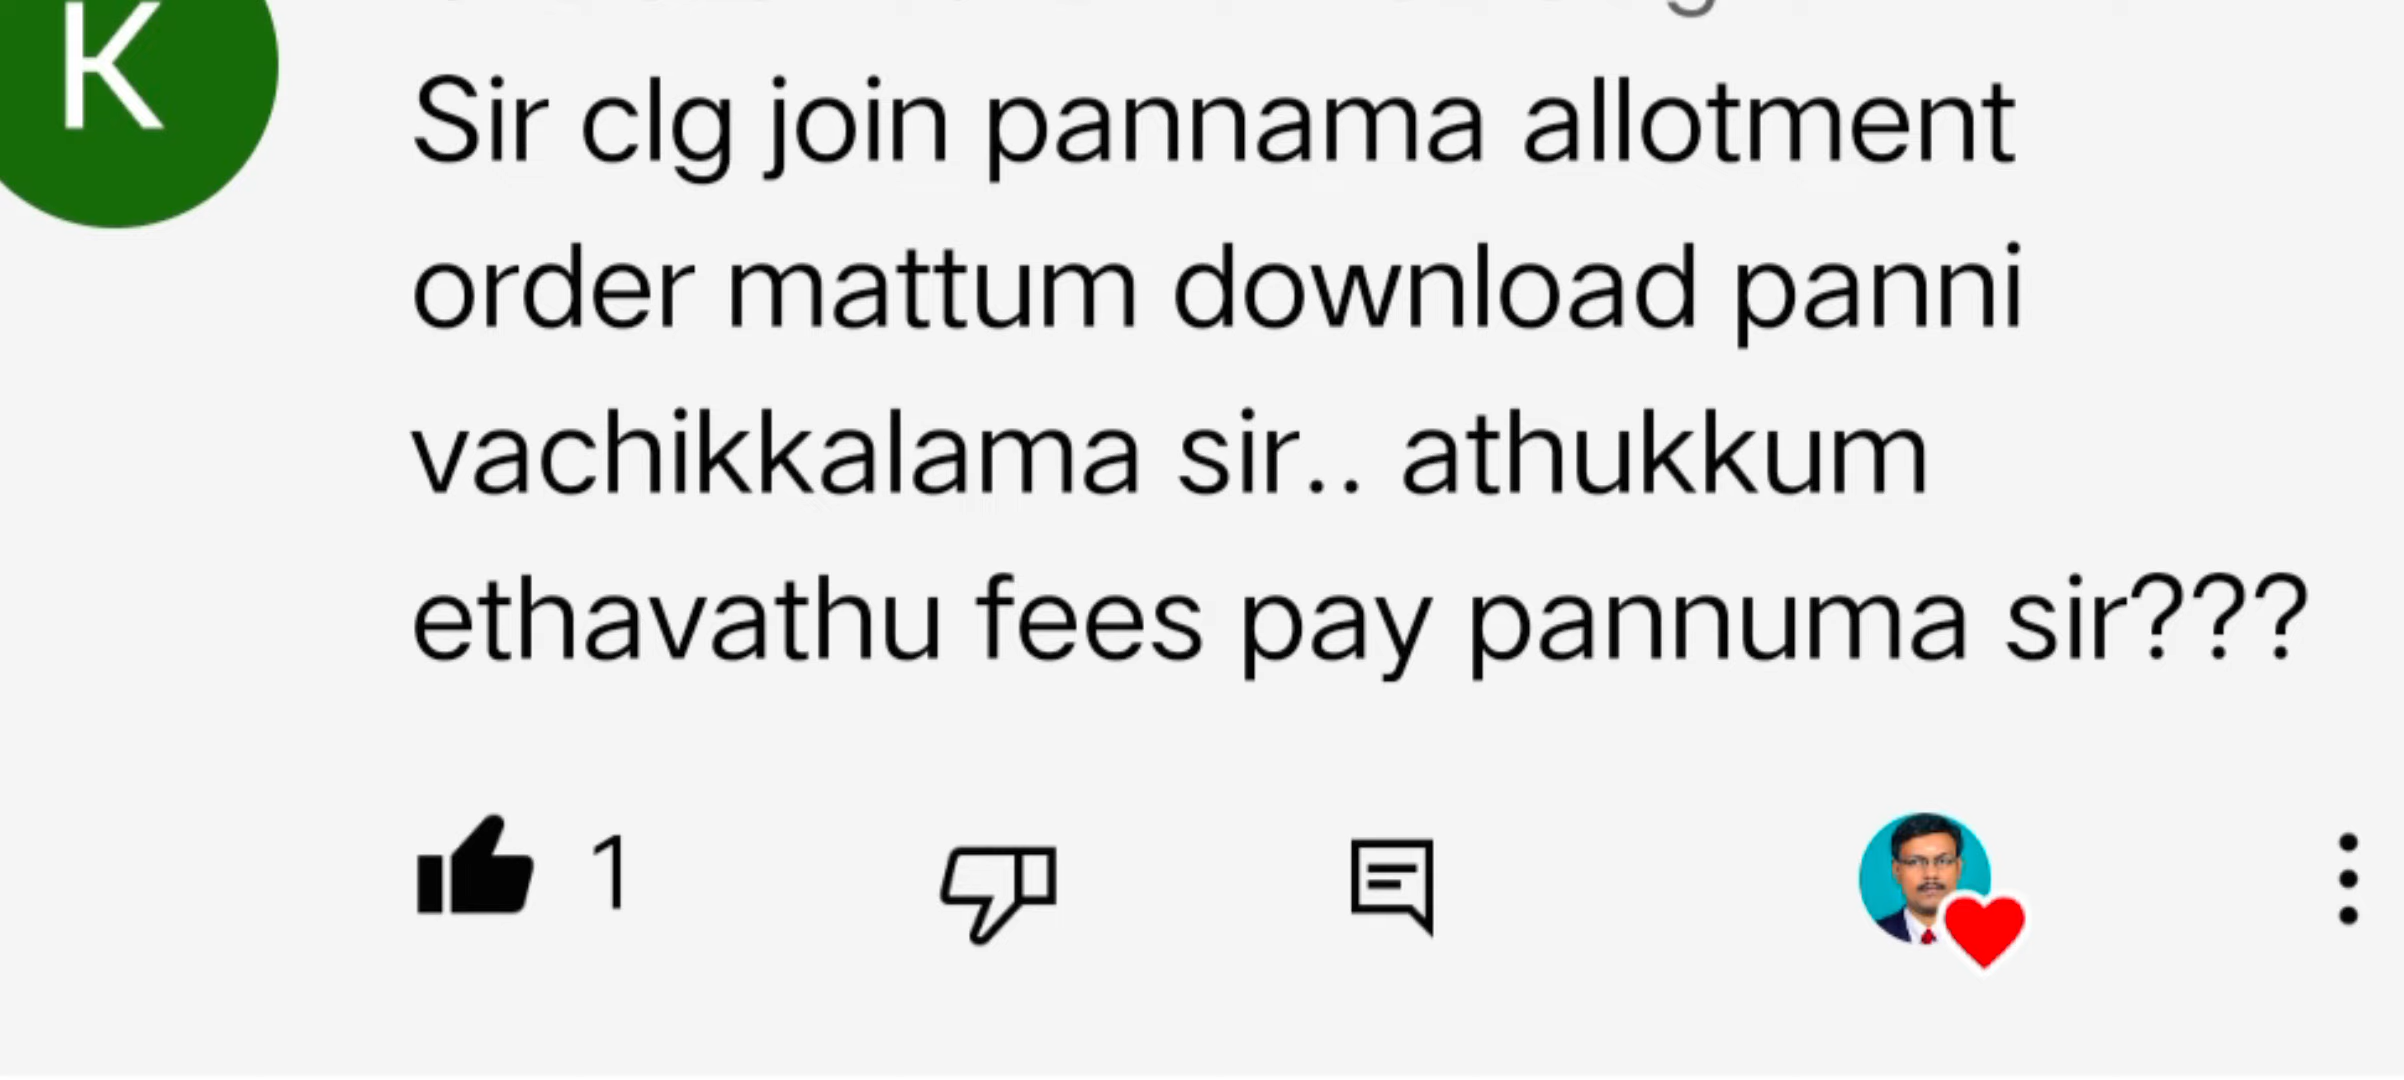 K
Sir clg join pannama allotment
order mattum download panni
vachikkalama sir.. athukkum
ethavathu fees pay pannuma sir???
1